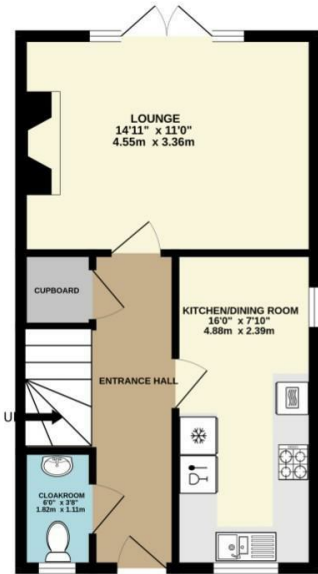 LOUNGE
14'11" x 11'0"
4.55m x 3.36m
CUPBOARD
KITCHEN/DINING ROOM
16'0" x 7'10"
4.88m x 2.39m
ENTRANCE HALL
U
CLOAKROOM
6'0" x 3'8"
1.82m x 1.11m